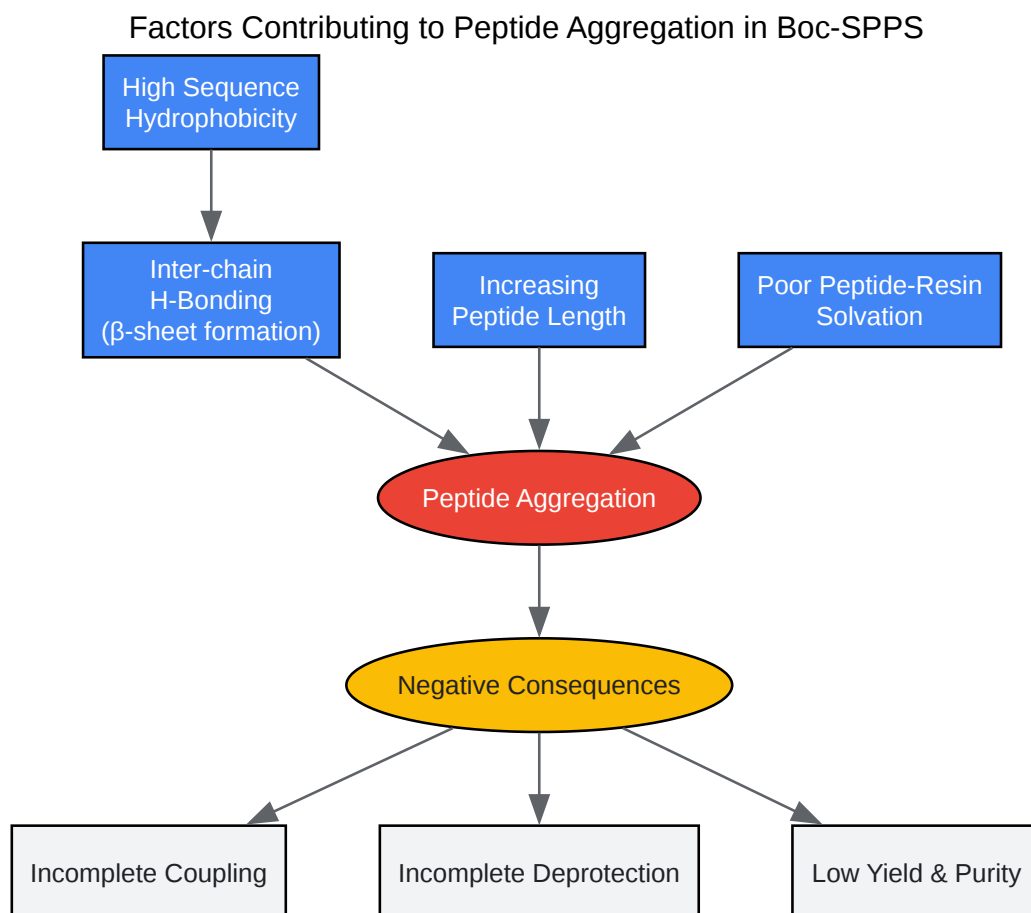 Factors Contributing to Peptide Aggregation in Boc-SPPS
High Sequence
Hydrophobicity
Inter-chain
H-Bonding
(β-sheet formation)
Increasing
Peptide Length
Poor Peptide-Resin
Solvation
Peptide Aggregation
Negative Consequences
Incomplete Coupling
Incomplete Deprotection
Low Yield & Purity